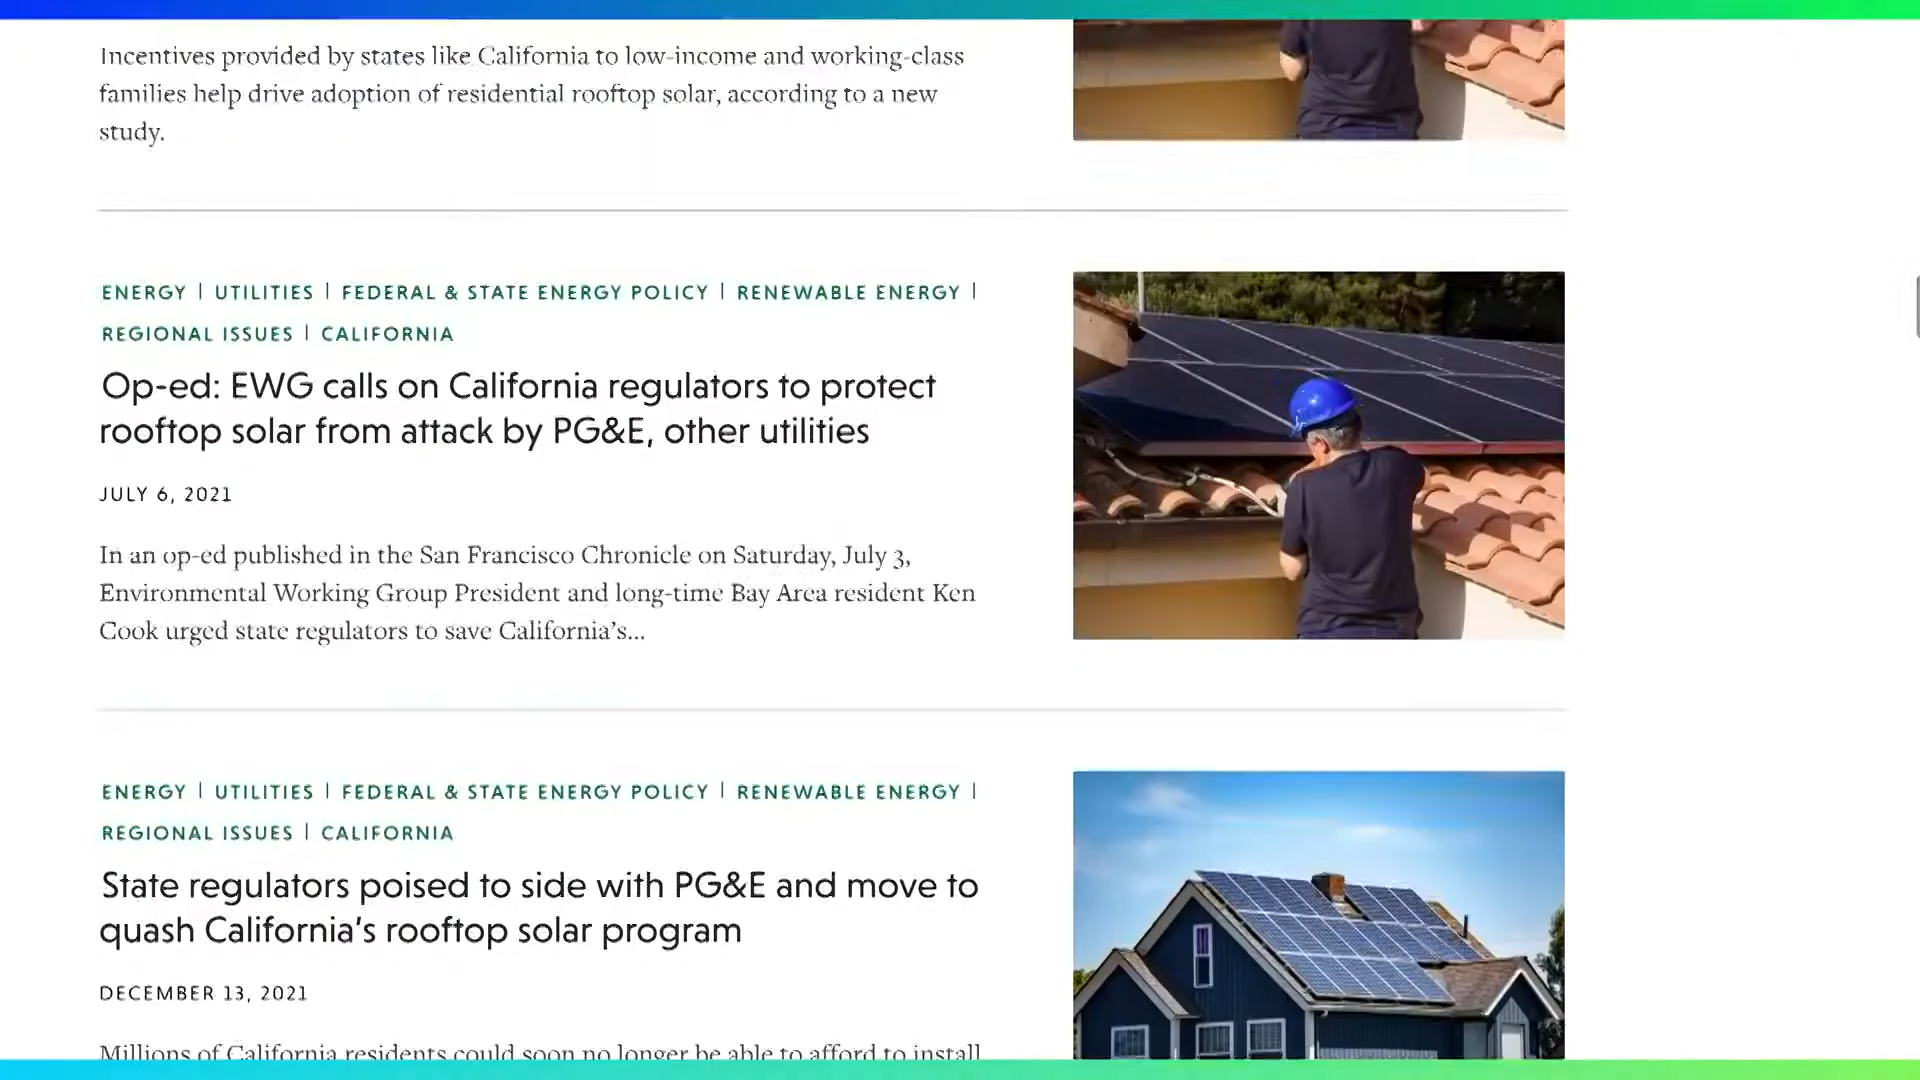 Incentives provided by states like California to low-income and working-class
families help drive adoption of residential rooftop solar, according to a new
study.
ENERGY | UTILITIES | FEDERAL & STATE ENERGY POLICY | RENEWABLE ENERGY |
REGIONAL ISSUES | CALIFORNIA
Op-ed: EWG calls on California regulators to protect
rooftop solar from attack by PG&E, other utilities
JULY 6, 2021
In an op-ed published in the San Francisco Chronicle on Saturday, July 3,
Environmental Working Group President and long-time Bay Area resident Ken
Cook urged state regulators to save California’s...
ENERGY | UTILITIES | FEDERAL & STATE ENERGY POLICY | RENEWABLE ENERGY |
REGIONAL ISSUES | CALIFORNIA
State regulators poised to side with PG&E and move to
quash California’s rooftop solar program
DECEMBER 13, 2021
Millions of California residents could soon no longer be able to afford to install